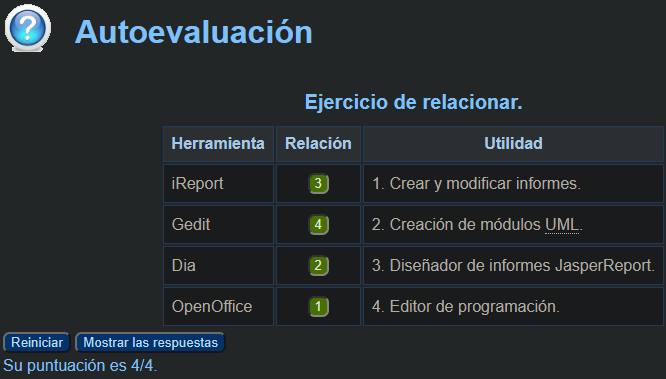 Autoevaluación
Ejercicio de relacionar.
Herramienta Relación Utilidad
iReport 3 1. Crear y modificar informes.
Gedit 4 2. Creación de módulos UML.
Dia 2 3. Diseñador de informes JasperReport.
OpenOffice 1 4. Editor de programación.
Reiniciar Mostrar las respuestas
Su puntuación es 4/4.